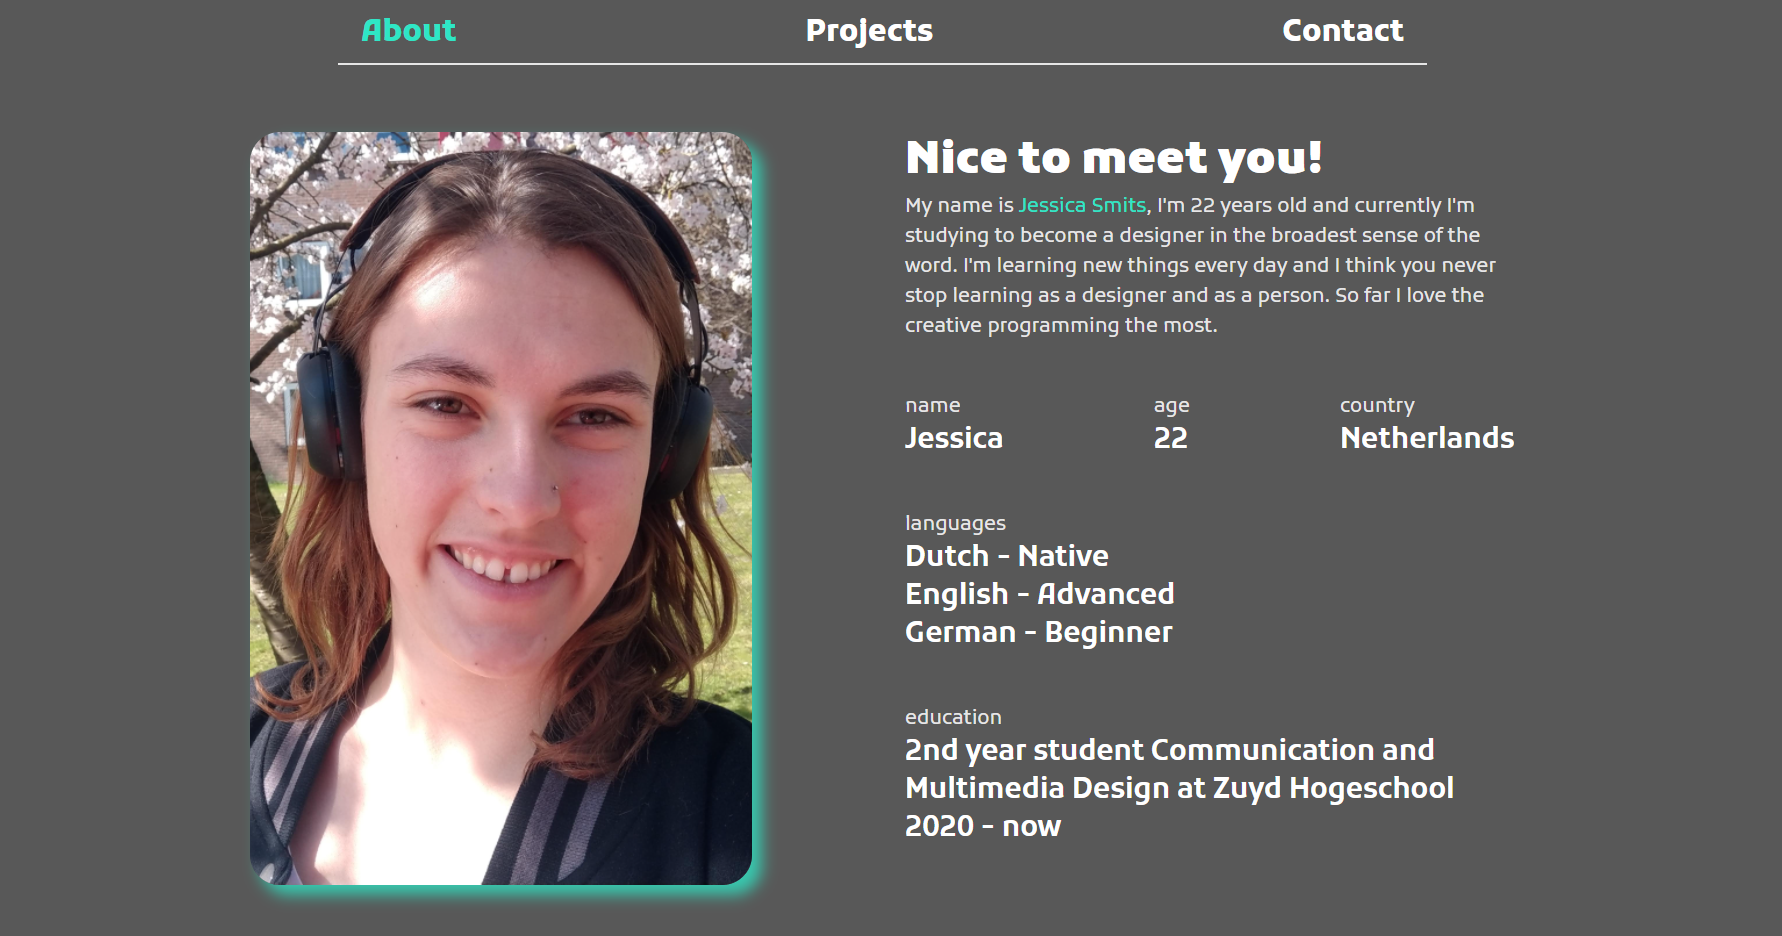 About Projects Contact
Nice to meet you!
My name is Jessica Smits, I'm 22 years old and currently I'm
studying to become a designer in the broadest sense of the
word. I'm learning new things every day and I think you never
stop learning as a designer and as a person. So far I love the
creative programming the most.
name age country
Jessica 22 Netherlands
languages
Dutch - Native
English - Advanced
German - Beginner
education
2nd year student Communication and
Multimedia Design at Zuyd Hogeschool
2020 - now